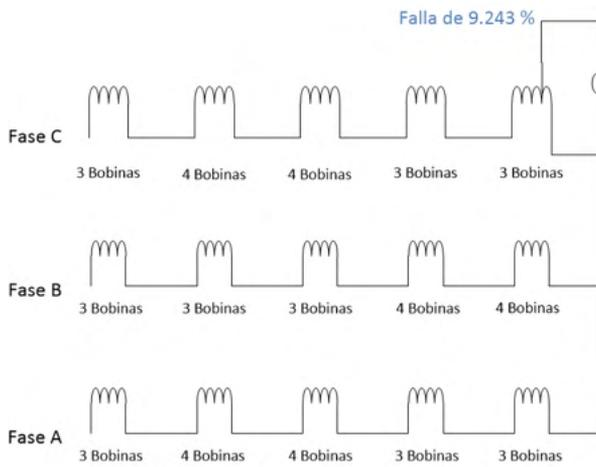 Falla de 9.243 %
Fase C
3 Bobinas 4 Bobinas 4 Bobinas 3 Bobinas 3 Bobinas
Fase B
3 Bobinas 3 Bobinas 3 Bobinas 4 Bobinas 4 Bobinas
Fase A
3 Bobinas 4 Bobinas 4 Bobinas 3 Bobinas 3 Bobinas